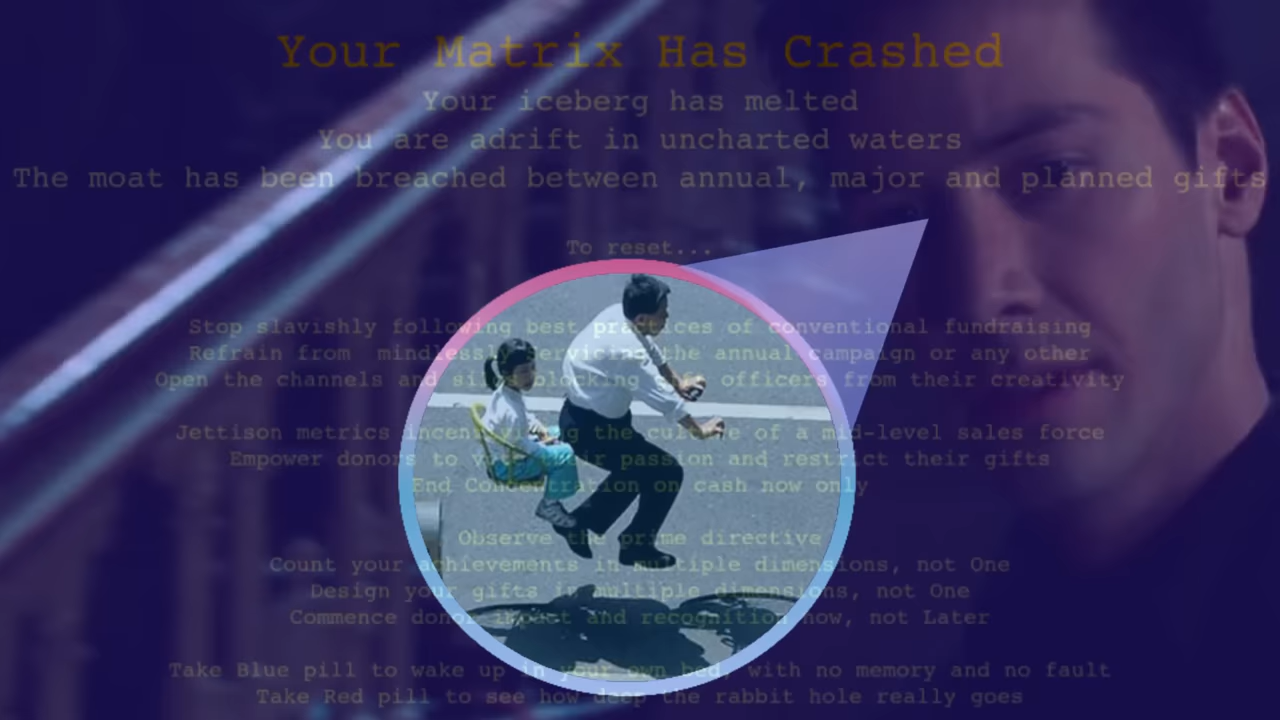 Your Matrix Has Crashed
Your iceberg has melted
You are adrift in uncharted waters
The moat has been breached between annual, major and planned gifts
To reset...
Stop slavishly following best practices of conventional fundraising
Refrain from mindless servicing the annual campaign or any other
Open the channels and silos blocking officers from their creativity
Jettison metrics incentivizing the culture of a mid-level sales force
Empower donors to their passion and restrict their gifts
End Concentration on cash now only
Observe the prime directive
Count your achievements in multiple dimensions, not One
Design your gifts in multiple dimensions, not One
Commence donor impact and recognition now, not Later
Take Blue pill to wake up in your own bed, with no memory and no fault
Take Red pill to see how deep the rabbit hole really goes